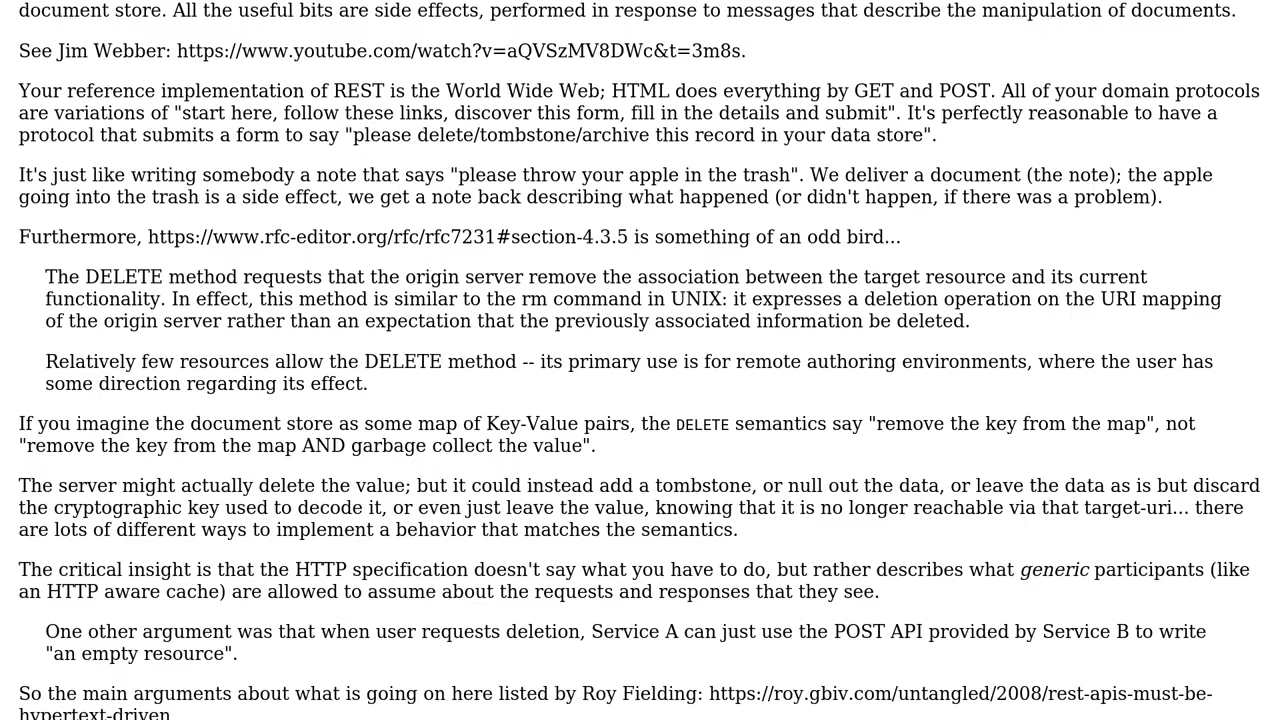 document store. All the useful bits are side effects, performed in response to messages that describe the manipulation of documents.
See Jim Webber: https://www.youtube.com/watch?v=aQVSzMV8DWc&t=3m8s.
Your reference implementation of REST is the World Wide Web; HTML does everything by GET and POST. All of your domain protocols
are variations of "start here, follow these links, discover this form, fill in the details and submit". It's perfectly reasonable to have a
protocol that submits a form to say "please delete/tombstone/archive this record in your data store".
It's just like writing somebody a note that says "please throw your apple in the trash". We deliver a document (the note); the apple
going into the trash is a side effect, we get a note back describing what happened (or didn't happen, if there was a problem).
Furthermore, https://www.rfc-editor.org/rfc/rfc7231#section-4.3.5 is something of an odd bird...
The DELETE method requests that the origin server remove the association between the target resource and its current
functionality. In effect, this method is similar to the rm command in UNIX: it expresses a deletion operation on the URI mapping
of the origin server rather than an expectation that the previously associated information be deleted.
Relatively few resources allow the DELETE method -- its primary use is for remote authoring environments, where the user has
some direction regarding its effect.
If you imagine the document store as some map of Key-Value pairs, the DELETE semantics say "remove the key from the map", not
"remove the key from the map AND garbage collect the value".
The server might actually delete the value; but it could instead add a tombstone, or null out the data, or leave the data as is but discard
the cryptographic key used to decode it, or even just leave the value, knowing that it is no longer reachable via that target-uri... there
are lots of different ways to implement a behavior that matches the semantics.
The critical insight is that the HTTP specification doesn't say what you have to do, but rather describes what generic participants (like
an HTTP aware cache) are allowed to assume about the requests and responses that they see.
One other argument was that when user requests deletion, Service A can just use the POST API provided by Service B to write
"an empty resource".
So the main arguments about what is going on here listed by Roy Fielding: https://roy.gbiv.com/untangled/2008/rest-apis-must-be-
hypertext-driven